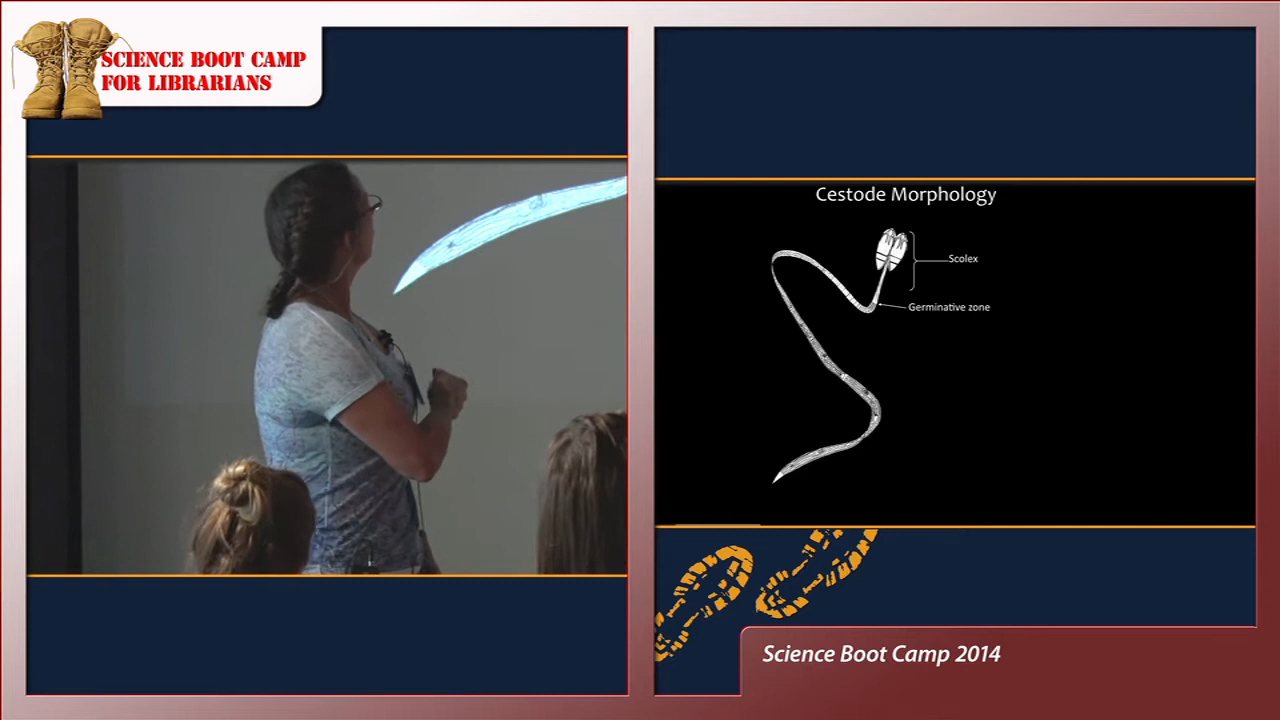 SCIENCE BOOT CAMP
FOR LIBRARIANS
Cestode Morphology
Scolex
Germinative zone
Science Boot Camp 2014